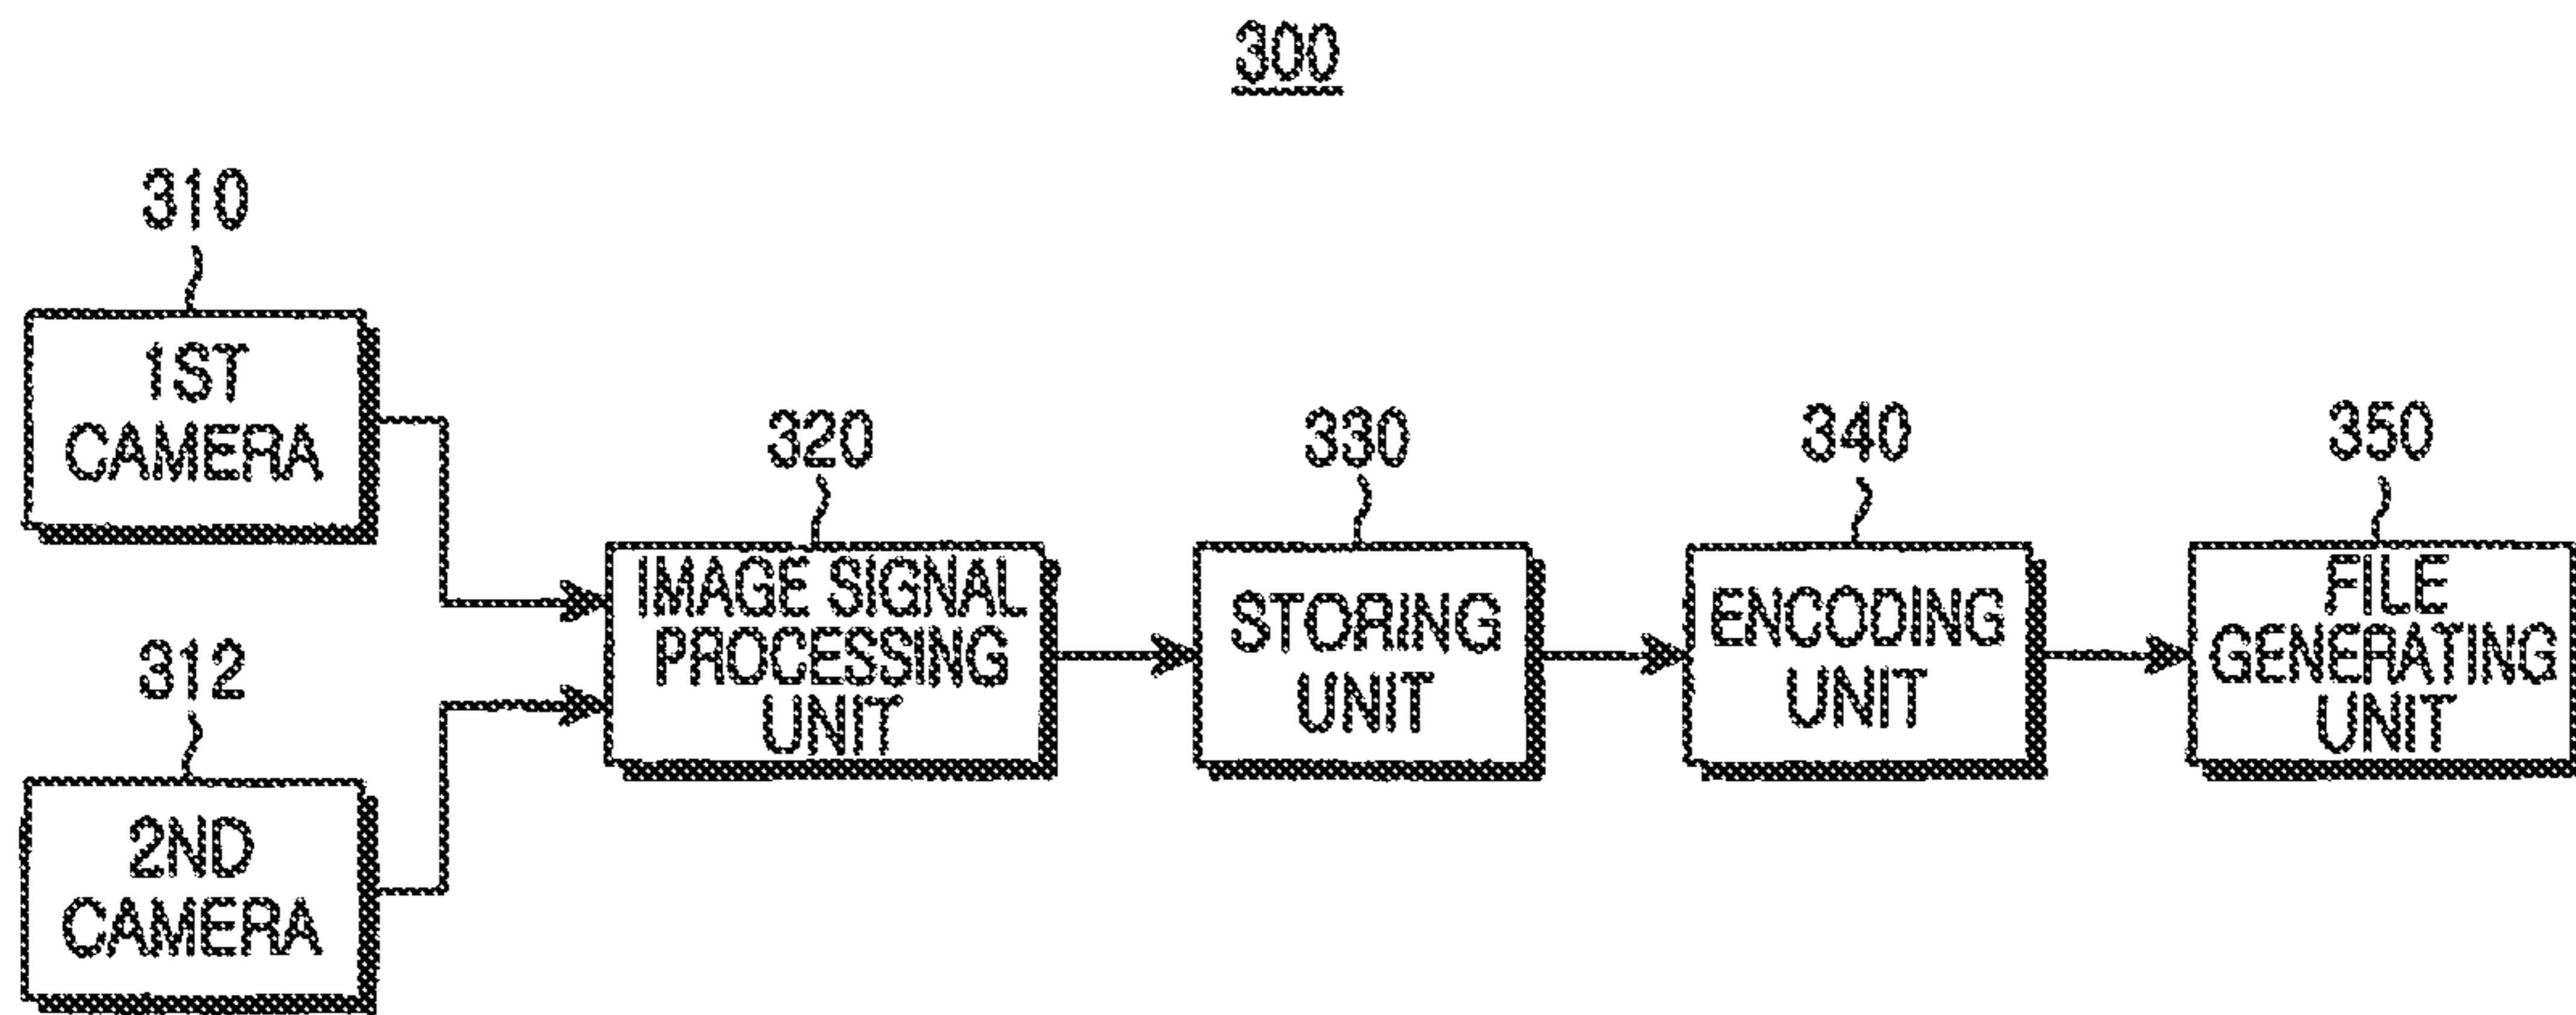 300
310
1ST
CAMERA
312
2ND
CAMERA
320
IMAGE SIGNAL
PROCESSING
UNIT
330
STORING
UNIT
340
ENCODING
UNIT
350
FILE
GENERATING
UNIT